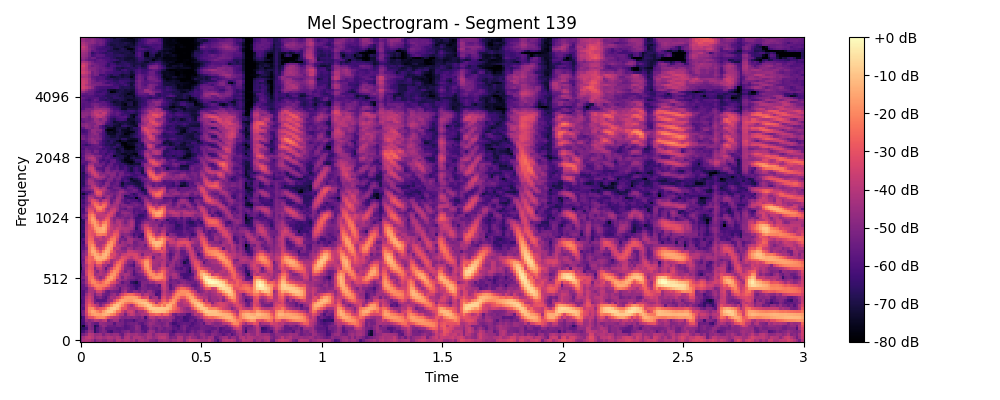 Mel Spectrogram - Segment 139
Frequency
4096
2048
1024
512
0
0
0.5
1
1.5
2
2.5
3
Time
+0 dB
-10 dB
-20 dB
-30 dB
-40 dB
-50 dB
-60 dB
-70 dB
-80 dB